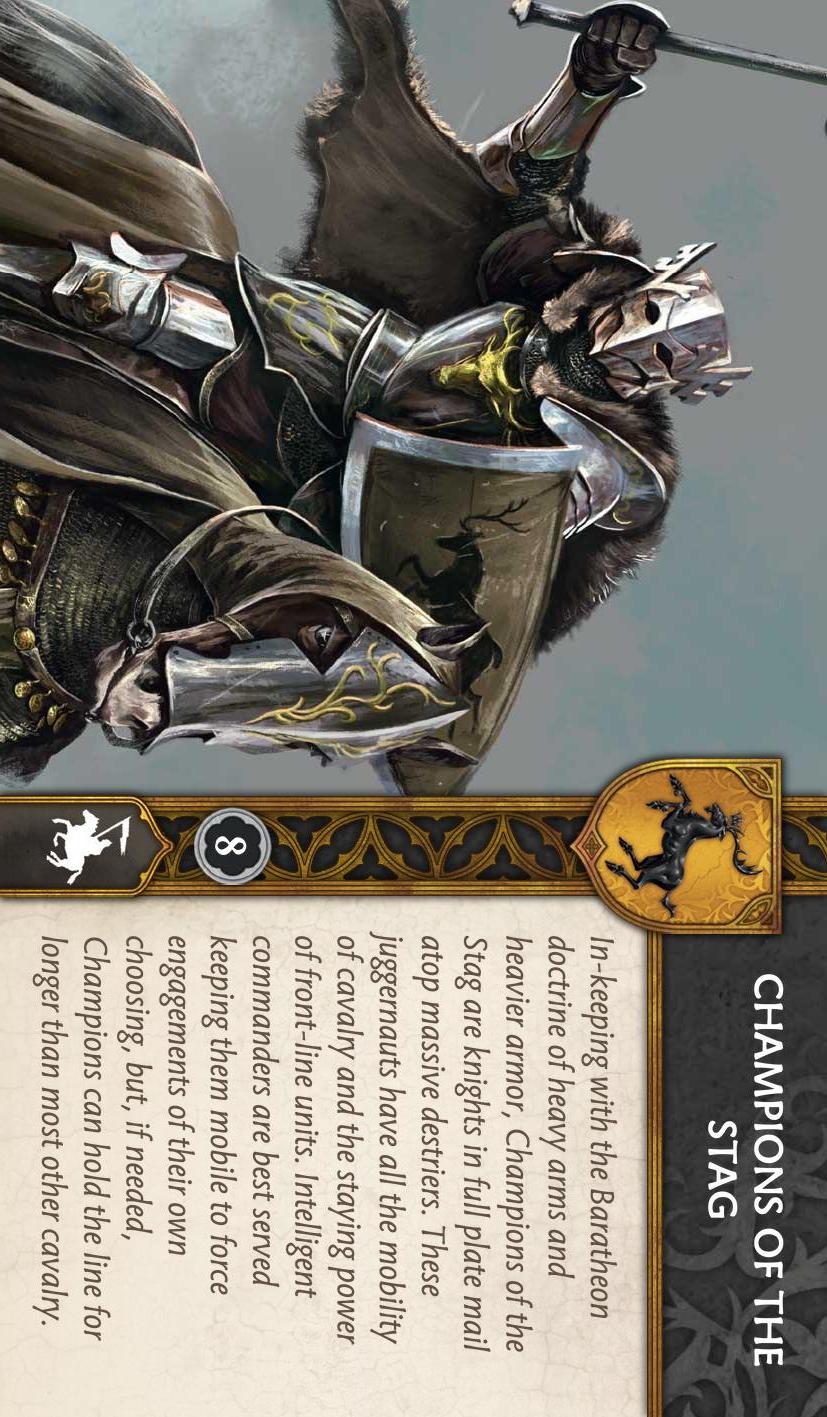 CHAMPIONS OF THE
STAG
8
In-keeping with the Baratheon
doctrine of heavy arms and
heavier armor, Champions of the
Stag are knights in full plate mail
atop massive destriers. These
juggernauts have all the mobility
of cavalry and the staying power
of front-line units. Intelligent
commanders are best served
keeping them mobile to force
engagements of their own
choosing, but, if needed,
Champions can hold the line for
longer than most other cavalry.